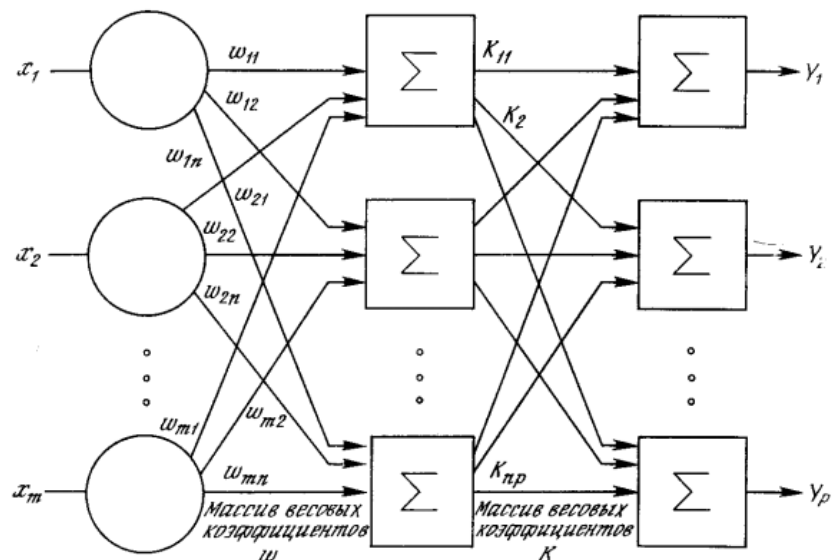 x₁ w₁₁ Σ K₁₁ Σ Y₁
w₁₂ K₂
w₁ₙ
w₂₁
x₂ w₂₂ Σ Σ Y₂
w₂ₙ
wₘ₁ wₘ₂
xₘ wₘₙ Σ Kₙₚ Σ Yₚ
Массив весовых
коэффициентов
w
Массив весовых
коэффициентов
K